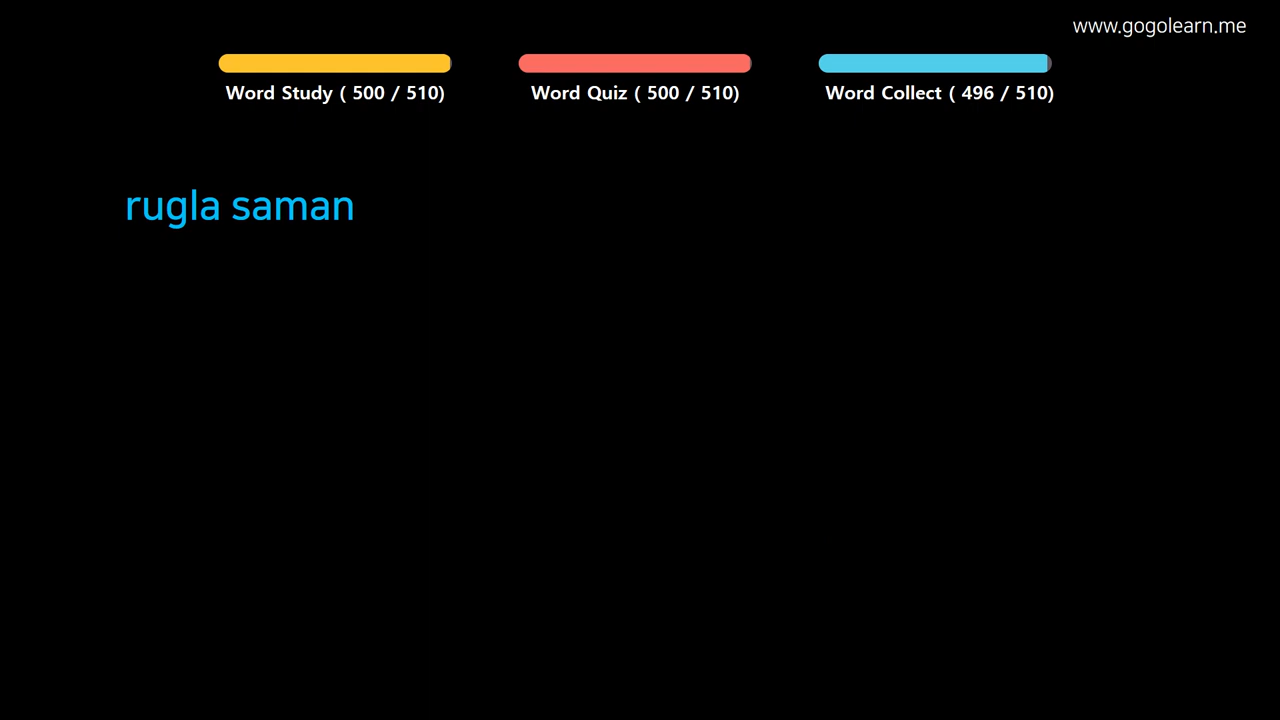 www.gogolearn.me
Word Study ( 500 / 510)
Word Quiz ( 500 / 510)
Word Collect ( 496 / 510)
rugla saman